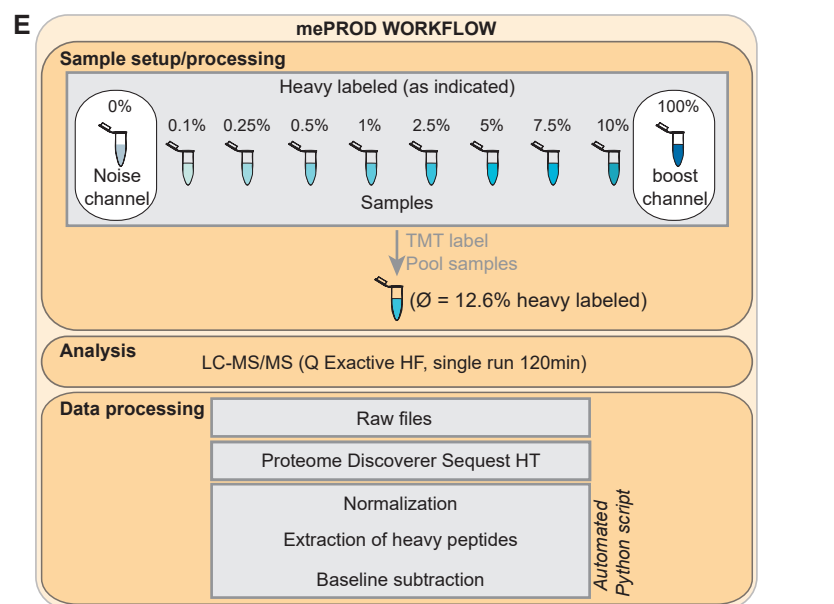 E
mePROD WORKFLOW
Sample setup/processing
Heavy labeled (as indicated)
0%
0.1%
0.25%
0.5%
1%
2.5%
5%
7.5%
10%
100%
Noise
channel
boost
channel
Samples
TMT label
Pool samples
(Ø = 12.6% heavy labeled)
Analysis
LC-MS/MS (Q Exactive HF, single run 120min)
Data processing
Raw files
Proteome Discoverer Sequest HT
Normalization
Extraction of heavy peptides
Baseline subtraction
Automated
Python script